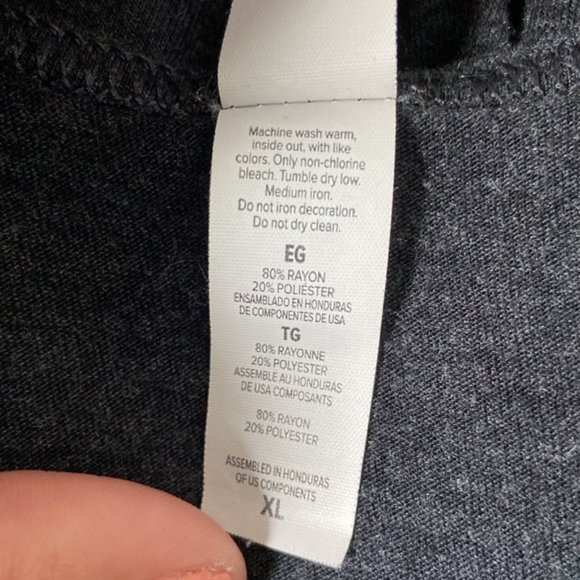 Machine wash warm,
inside out, with like
colors. Only non-chlorine
bleach. Tumble dry low.
Medium iron.
Do not iron decoration.
Do not dry clean.
EG
80% RAYON
20% POLIÉSTER
ENSAMBLADO EN HONDURAS
DE COMPONENTES DE USA
TG
80% RAYONNE
20% POLYESTER
ASSEMBLÉ AU HONDURAS
DE USA COMPOSANTS
80% RAYON
20% POLYESTER
ASSEMBLED IN HONDURAS
OF US COMPONENTS
XL